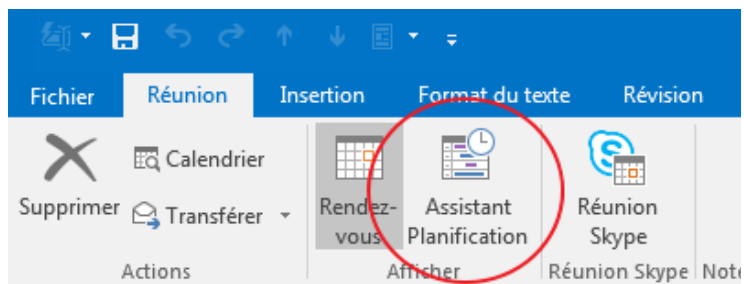 Fichier Réunion Insertion Format du texte Révision
Supprimer
Calendrier
Transférer
Rendez-
vous
Assistant
Planification
Réunion
Skype
Actions Afficher Réunion Skype Note